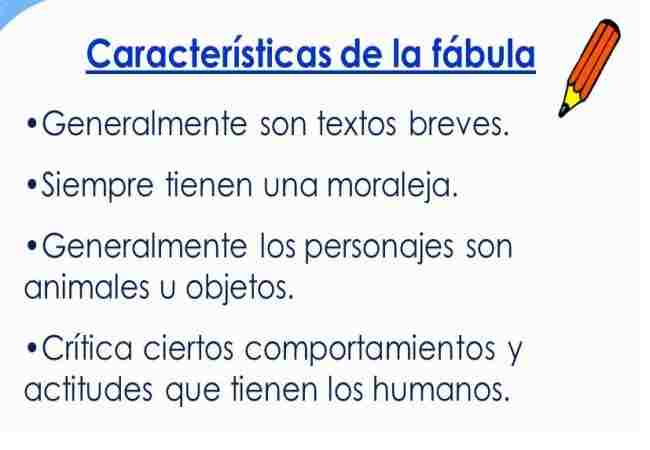 Características de la fábula
•Generalmente son textos breves.
•Siempre tienen una moraleja.
•Generalmente los personajes son
animales u objetos.
•Crítica ciertos comportamientos y
actitudes que tienen los humanos.